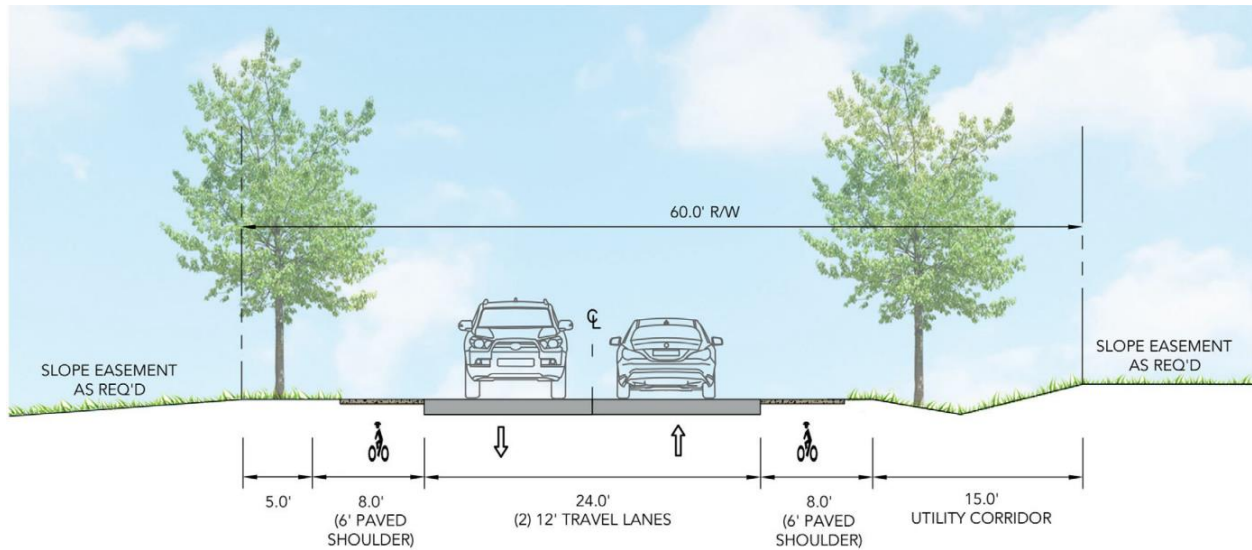 60.0' R/W
℄
SLOPE EASEMENT
AS REQ'D
SLOPE EASEMENT
AS REQ'D
5.0'
8.0'
(6' PAVED
SHOULDER)
24.0'
(2) 12' TRAVEL LANES
8.0'
(6' PAVED
SHOULDER)
15.0'
UTILITY CORRIDOR